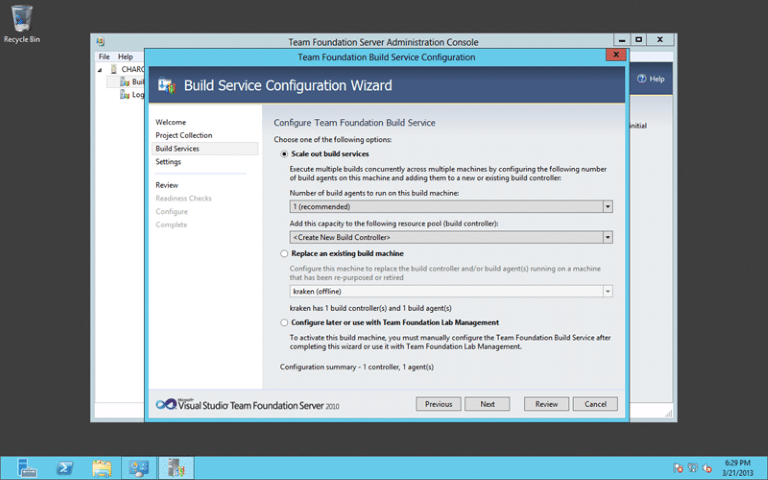 Recycle Bin
Team Foundation Server Administration Console
File Help
Team Foundation Build Service Configuration
Build Service Configuration Wizard
Help
CHARO
Buil
Log
initial
Welcome
Project Collection
Build Services
Settings
Review
Readiness Checks
Configure
Complete
Configure Team Foundation Build Service
Choose one of the following options:
Scale out build services
Execute multiple builds concurrently across multiple machines by configuring the following number
of build agents on this machine and adding them to a new or existing build controller:
Number of build agents to run on this build machine:
1 (recommended)
Add this capacity to the following resource pool (build controller):
<Create New Build Controller>
Replace an existing build machine
Configure this machine to replace the build controller and/or build agent(s) running on a machine
that has been re-purposed or retired
kraken (offline)
kraken has 1 build controller(s) and 1 build agent(s)
Configure later or use with Team Foundation Lab Management
To activate this build machine, you must manually configure the Team Foundation Build Service after
completing this wizard or use it with Team Foundation Lab Management.
Configuration summary - 1 controller, 1 agent(s)
Microsoft
Visual Studio Team Foundation Server 2010
Previous Next Review Cancel
6:29 PM
3/21/2013